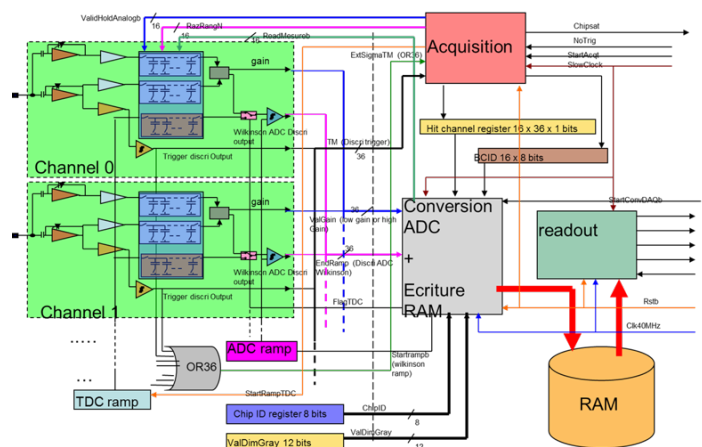 ValidHoldAnalogb
16
RazRangN
16
ReadMesureb
16
ExtSigmaTM (OR36)
Acquisition
Chipsat
NoTrig
StartAcqt
SlowClock
gain
Hit channel register 16 x 36 x 1 bits
Wilkinson ADC Discri output
TM (Discri trigger)
36
BCID 16 x 8 bits
Channel 0
Trigger discri Output
gain
36
ValGain (low gain or high Gain)
Conversion ADC
+
Ecriture RAM
StartConvDAQb
readout
36
Wilkinson ADC Discri output
EndRamp (Discri ADC Wilkinson)
Trigger discri Output
Channel 1
FlagTDC
Rstb
Clk40MHz
.....
ADC ramp
Startrampb (wilkinson ramp)
OR36
StartRampTDC
TDC ramp
RAM
Chip ID register 8 bits
ChipID
8
ValDimGray 12 bits
ValDimGray
12